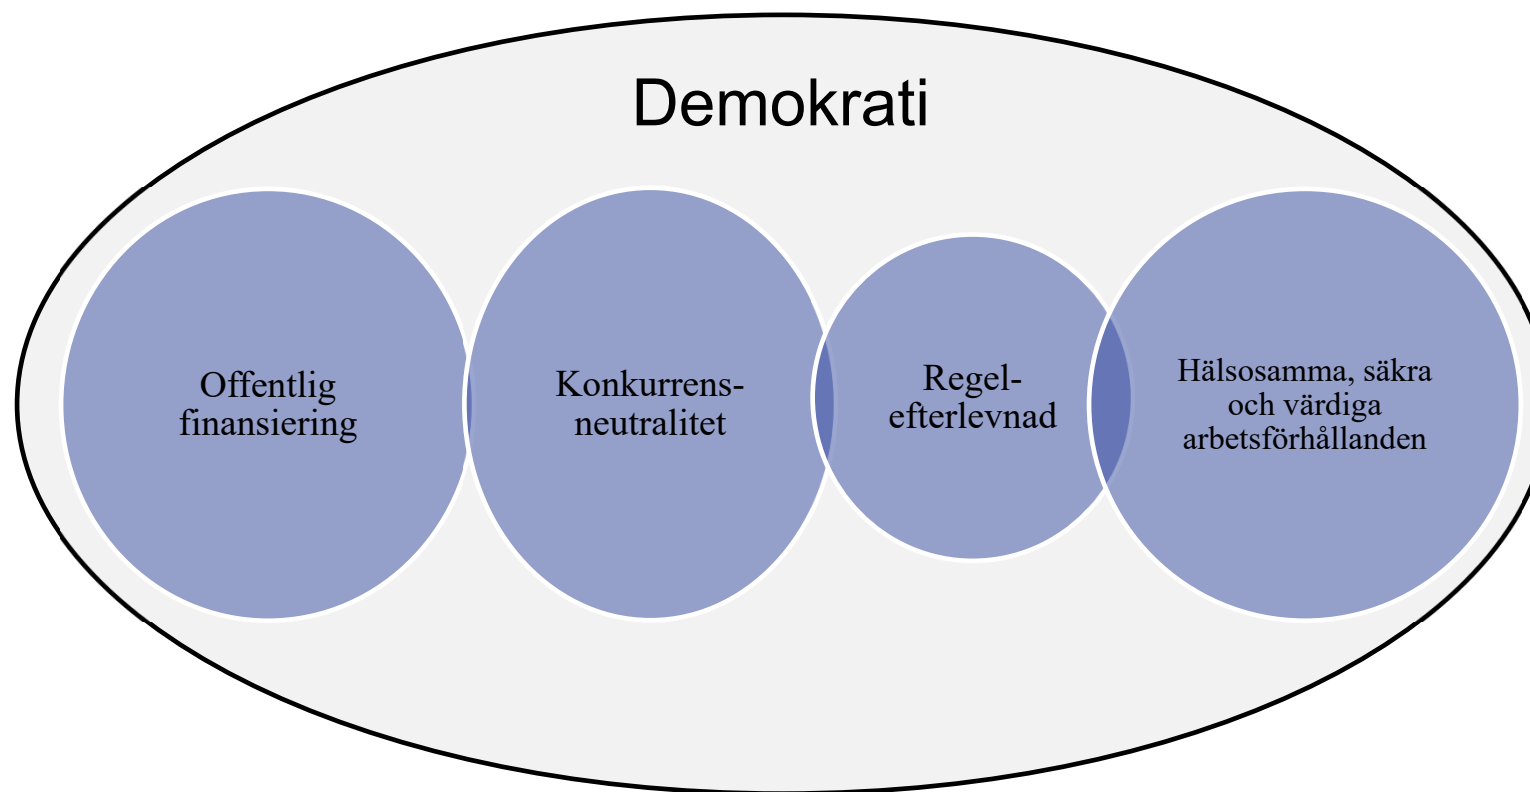 Demokrati
Offentlig
finansiering
Konkurrens-
neutralitet
Regel-
efterlevnad
Hälsosamma, säkra
och värdiga
arbetsförhållanden